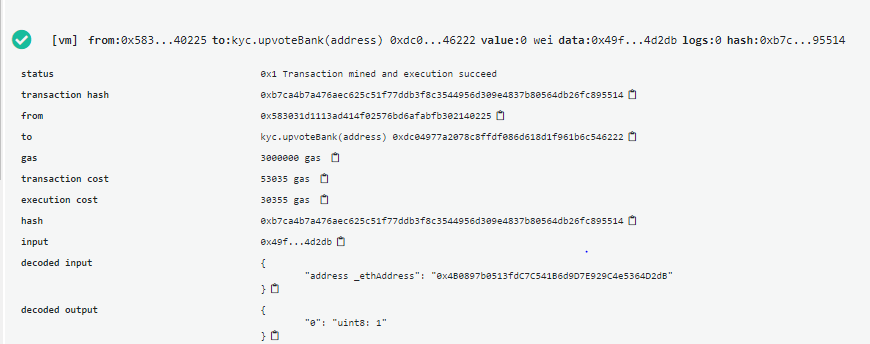 [vm] from:0x583...40225 to:kyc.upvoteBank(address) 0xdc0...46222 value:0 wei data:0x49f...4d2db logs:0 hash:0xb7c...95514
status 0x1 Transaction mined and execution succeed
transaction hash 0xb7ca4b7a476aec625c51f77ddb3f8c3544956d309e4837b80564db26fc895514
from 0x583031d1113ad414f02576bd6afabfb302140225
to kyc.upvoteBank(address) 0xdc04977a2078c8ffdf086d618d1f961b6c546222
gas 3000000 gas
transaction cost 53035 gas
execution cost 30355 gas
hash 0xb7ca4b7a476aec625c51f77ddb3f8c3544956d309e4837b80564db26fc895514
input 0x49f...4d2db
decoded input {
"address _ethAddress": "0x4B0897b0513fdC7C541B6d9D7E929C4e5364D2dB"
}
decoded output {
"0": "uint8: 1"
}